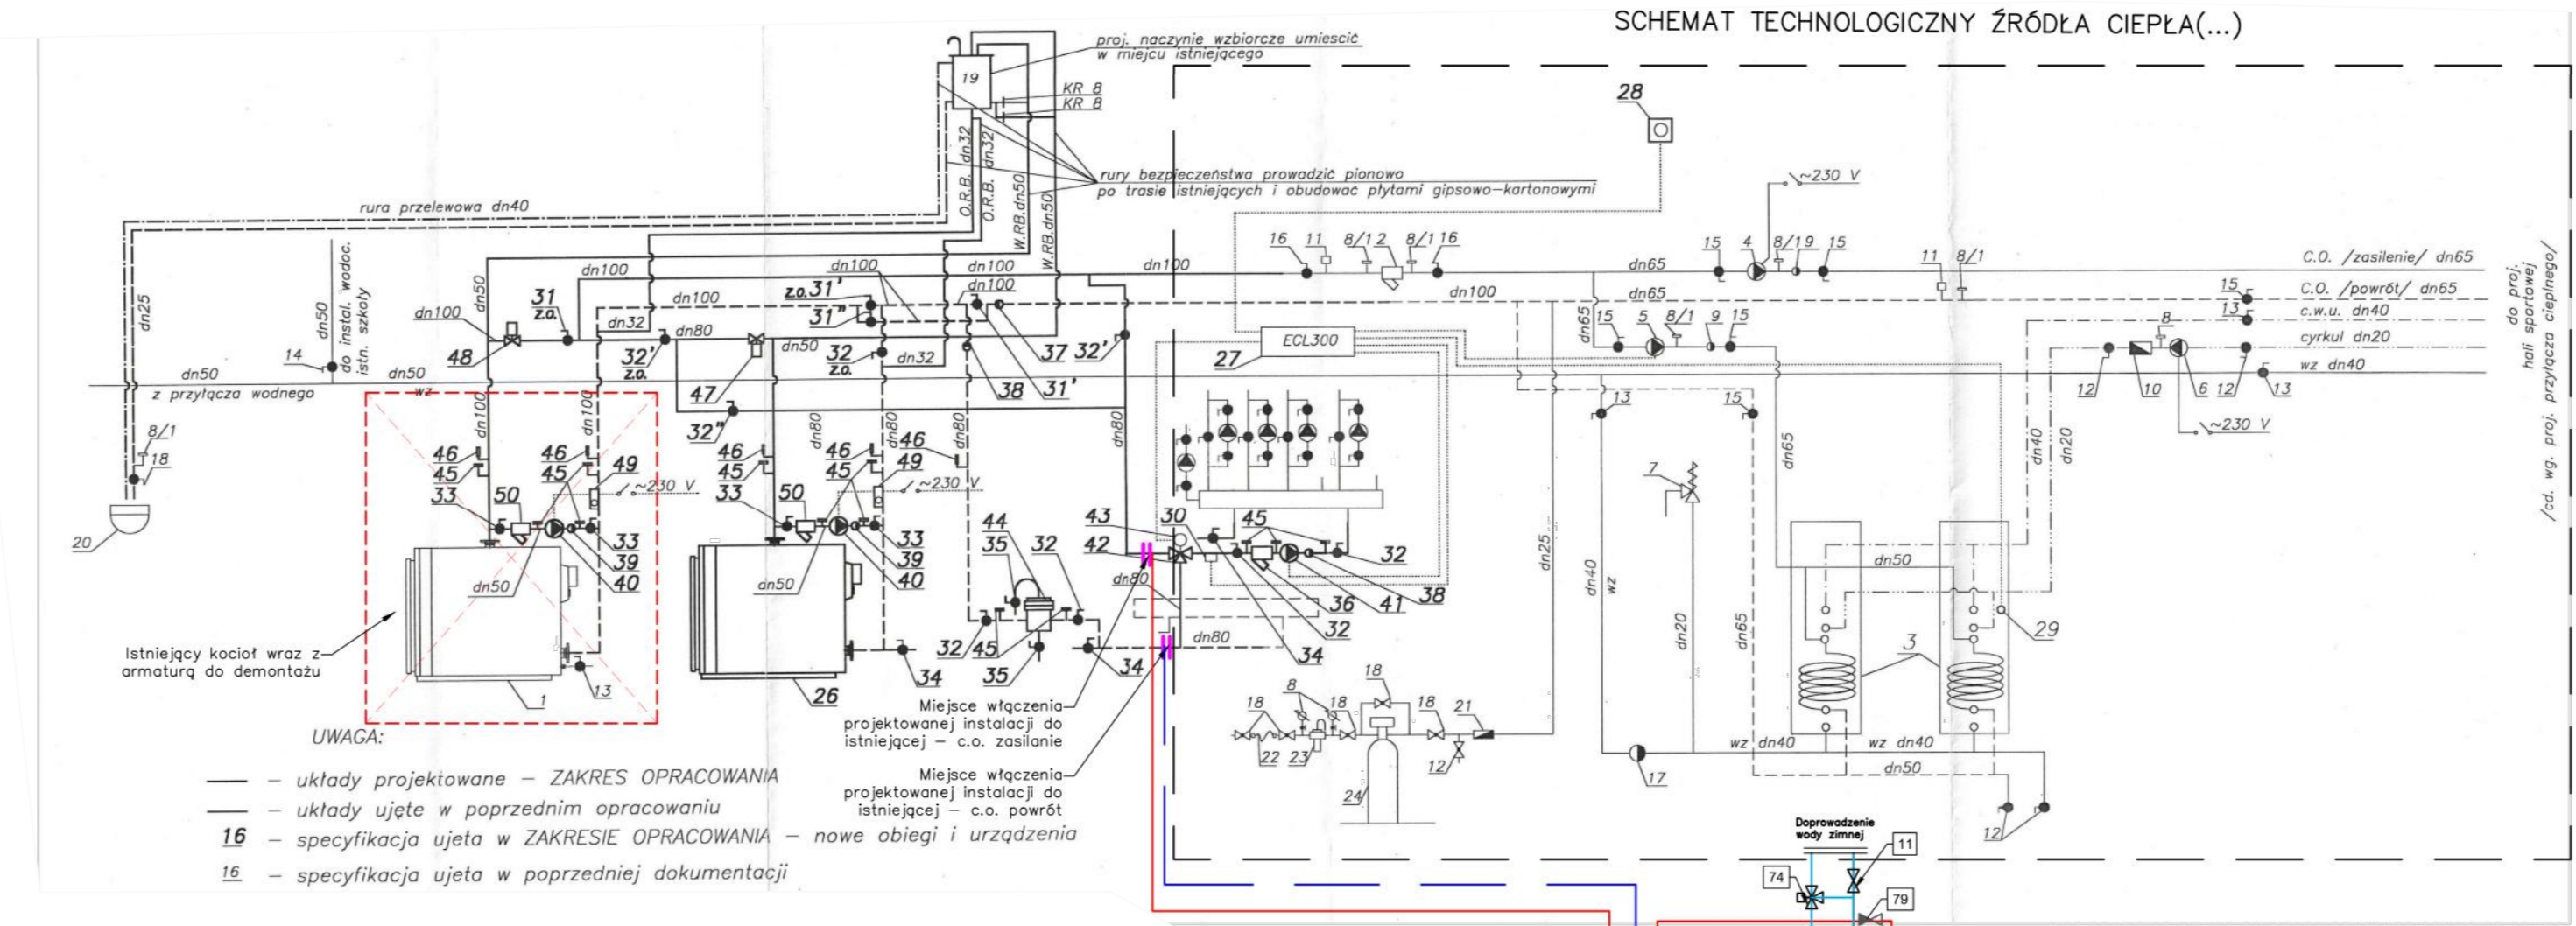 SCHEMAT TECHNOLOGICZNY ŹRÓDŁA CIEPŁA(...)
proj. naczynie wzbiorcze umiescić
w miejcu istniejącego
19
KR 8
KR 8
O.R.B. dn32
O.R.B. dn32
W.RB.dn50
W.RB.dn50
rury bezpieczeństwa prowadzić pionowo
po trasie istniejących i obudować płytami gipsowo-kartonowymi
28
~230 V
rura przelewowa dn40
dn25
dn50
do instal. wodoc.
istn. szkoły
14
dn50
z przyłącza wodnego
dn50
wz
8/1
18
20
dn50
dn100
dn100
48
31
z.o.
dn100
dn32
32'
z.o.
dn80
47
dn50
32"
dn100
z.o.31'
31"
dn100
dn100
32
z.o.
dn32
38
31'
37
32'
dn100
dn100
16
11
8/1
2
8/1
16
dn65
15
4
8/1
9
15
11
8/1
C.O. /zasilenie/ dn65
dn65
15
C.O. /powrót/ dn65
13
c.w.u. dn40
8
cyrkul dn20
12
10
6
12
13
wz dn40
~230 V
do proj.
hali sportowej
/cd. wg. proj. przyłącza cieplnego/
dn65
15
5
8/1
9
15
ECL300
27
13
15
dn65
dn40
dn20
7
dn100
dn100
46
45
33
50
46
45
49
~230 V
33
39
40
dn50
1
13
Istniejący kocioł wraz z
armaturą do demontażu
dn80
dn80
46
45
33
50
46
45
49
~230 V
33
39
40
dn50
26
34
46
dn80
dn80
44
35
32
32
45
35
34
43
42
30
45
32
dn80
36
41
38
32
34
dn80
dn25
dn40
wz
dn20
dn65
dn50
3
29
Miejsce włączenia
projektowanej instalacji do
istniejącej – c.o. zasilanie
Miejsce włączenia
projektowanej instalacji do
istniejącej – c.o. powrót
18
8
18
18
18
21
22
23
24
12
17
wz dn40
wz dn40
dn50
12
UWAGA:
– układy projektowane – ZAKRES OPRACOWANIA
– układy ujęte w poprzednim opracowaniu
16 – specyfikacja ujeta w ZAKRESIE OPRACOWANIA – nowe obiegi i urządzenia
16 – specyfikacja ujeta w poprzedniej dokumentacji
Doprowadzenie
wody zimnej
11
74
79